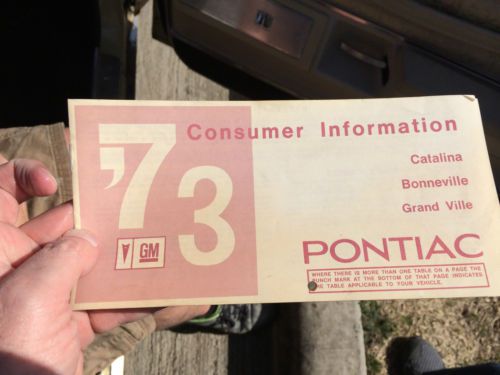 '73
Consumer Information
Catalina
Bonneville
Grand Ville
GM
PONTIAC
WHERE THERE IS MORE THAN ONE TABLE ON A PAGE THE
PUNCH MARK AT THE BOTTOM OF THAT PAGE INDICATES
THE TABLE APPLICABLE TO YOUR VEHICLE.